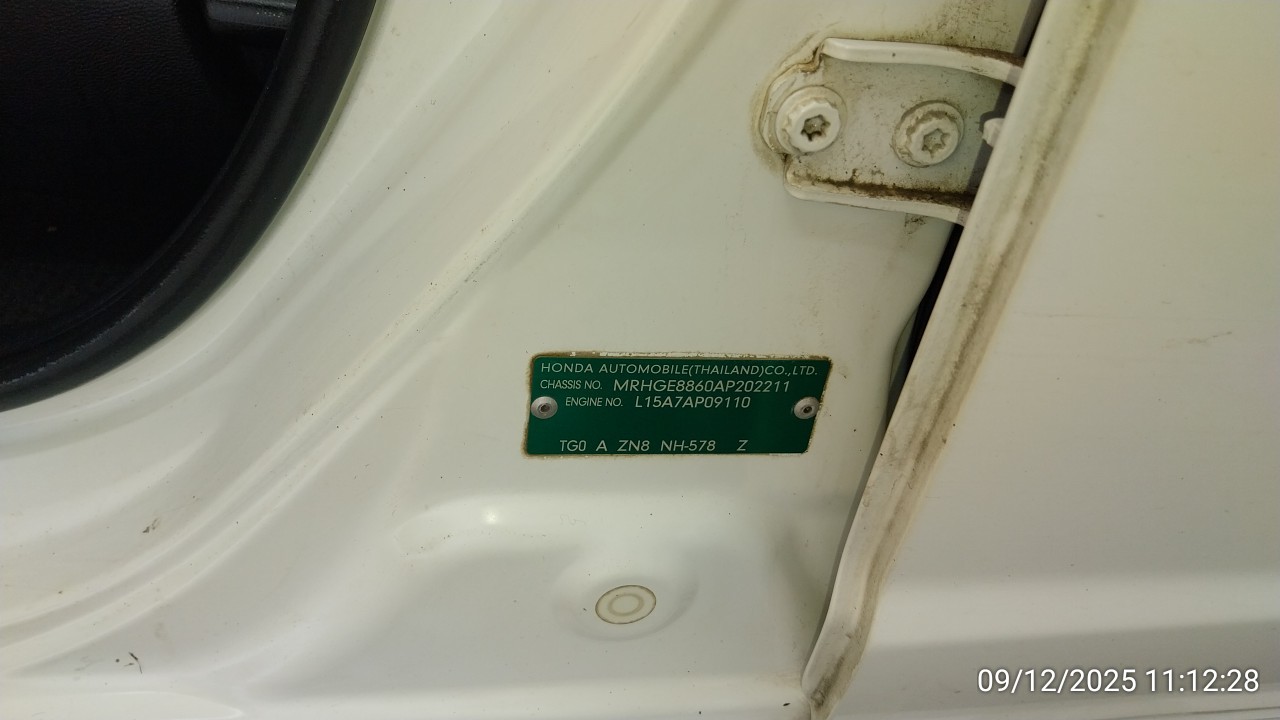 HONDA AUTOMOBILE(THAILAND)CO.,LTD.
CHASSIS NO. MRHGE8860AP202211
ENGINE NO. L15A7AP09110
TG0 A ZN8 NH-578 Z
09/12/2025 11:12:28